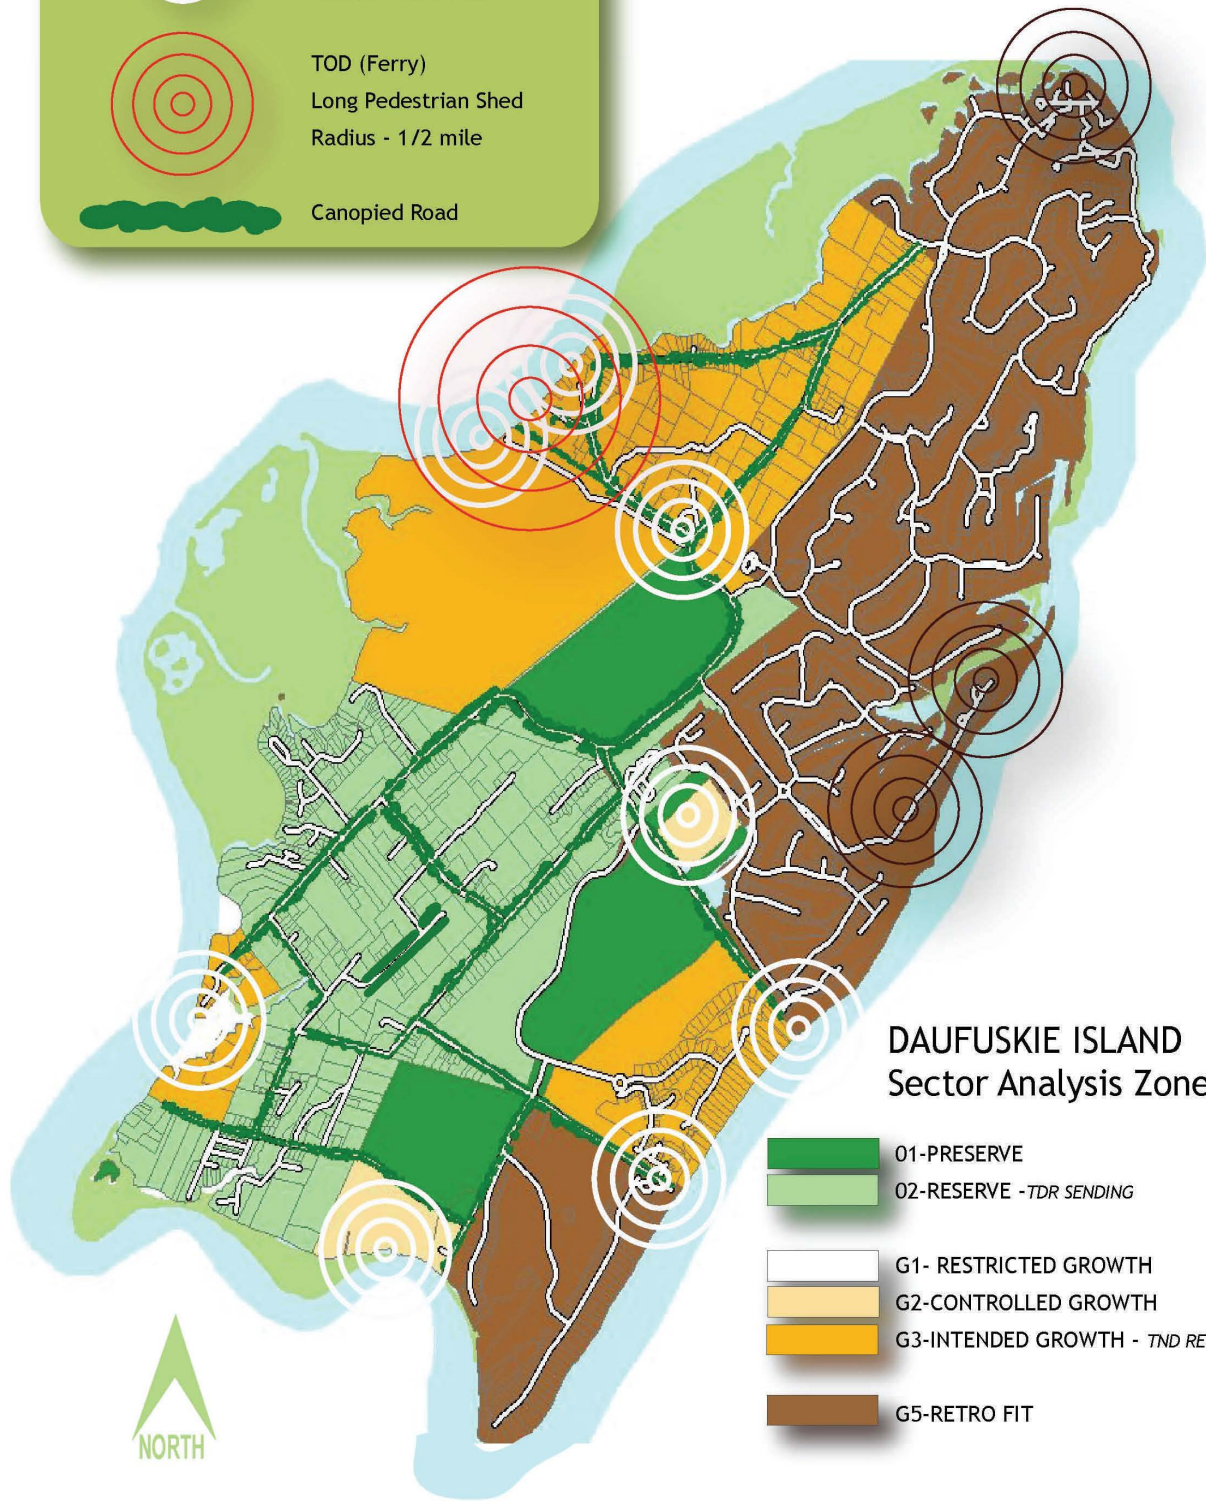 TOD (Ferry)
Long Pedestrian Shed
Radius - 1/2 mile
Canopied Road
DAUFUSKIE ISLAND
Sector Analysis Zone
01-PRESERVE
02-RESERVE -TDR SENDING
G1- RESTRICTED GROWTH
G2-CONTROLLED GROWTH
G3-INTENDED GROWTH - TND RE
G5-RETRO FIT
NORTH